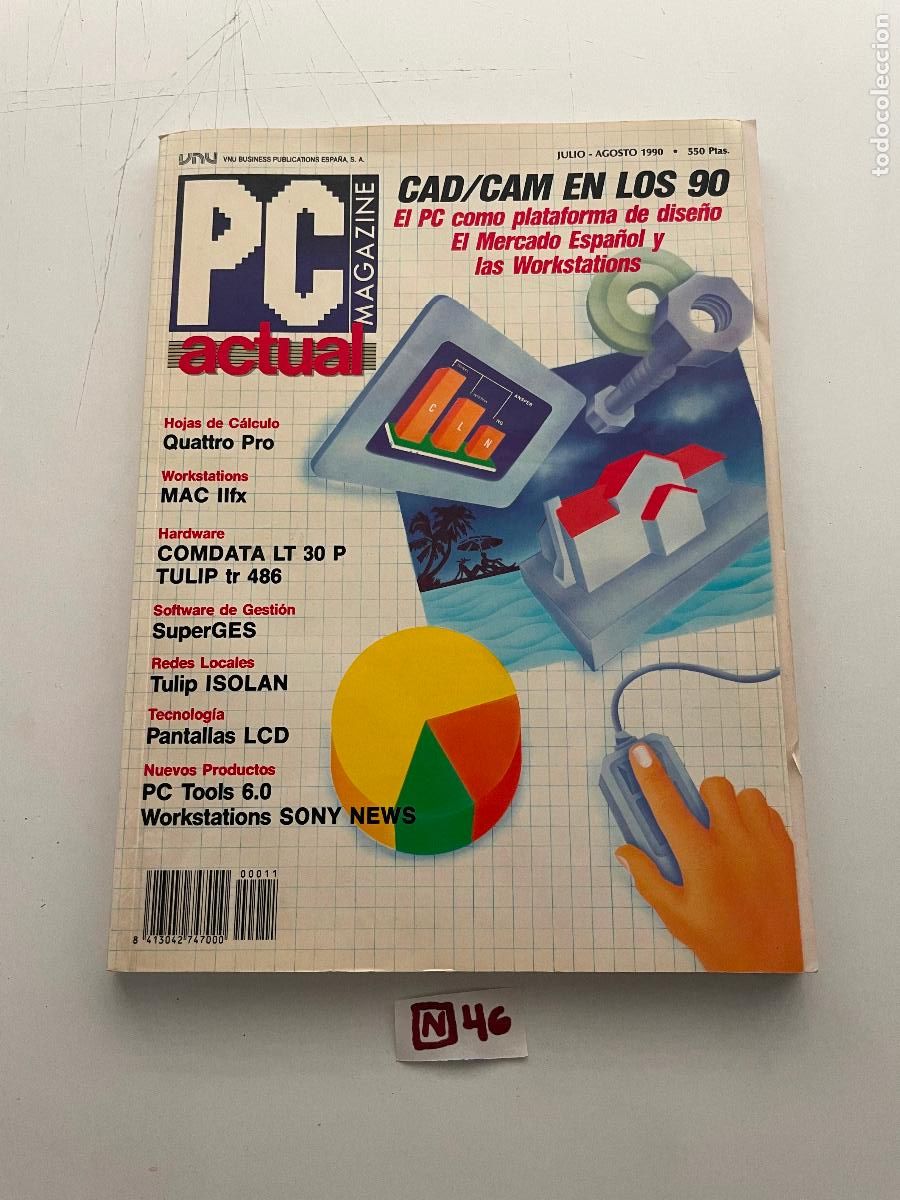 todocoleccion
vnu VNU BUSINESS PUBLICATIONS ESPAÑA, S. A.
JULIO - AGOSTO 1990 • 550 Ptas.
PC MAGAZINE
actual
CAD/CAM EN LOS 90
El PC como plataforma de diseño
El Mercado Español y
las Workstations
ANSWER
C
L
N
Hojas de Cálculo
Quattro Pro
Workstations
MAC IIfx
Hardware
COMDATA LT 30 P
TULIP tr 486
Software de Gestión
SuperGES
Redes Locales
Tulip ISOLAN
Tecnología
Pantallas LCD
Nuevos Productos
PC Tools 6.0
Workstations SONY NEWS
00011
8 413042 747000
N 46